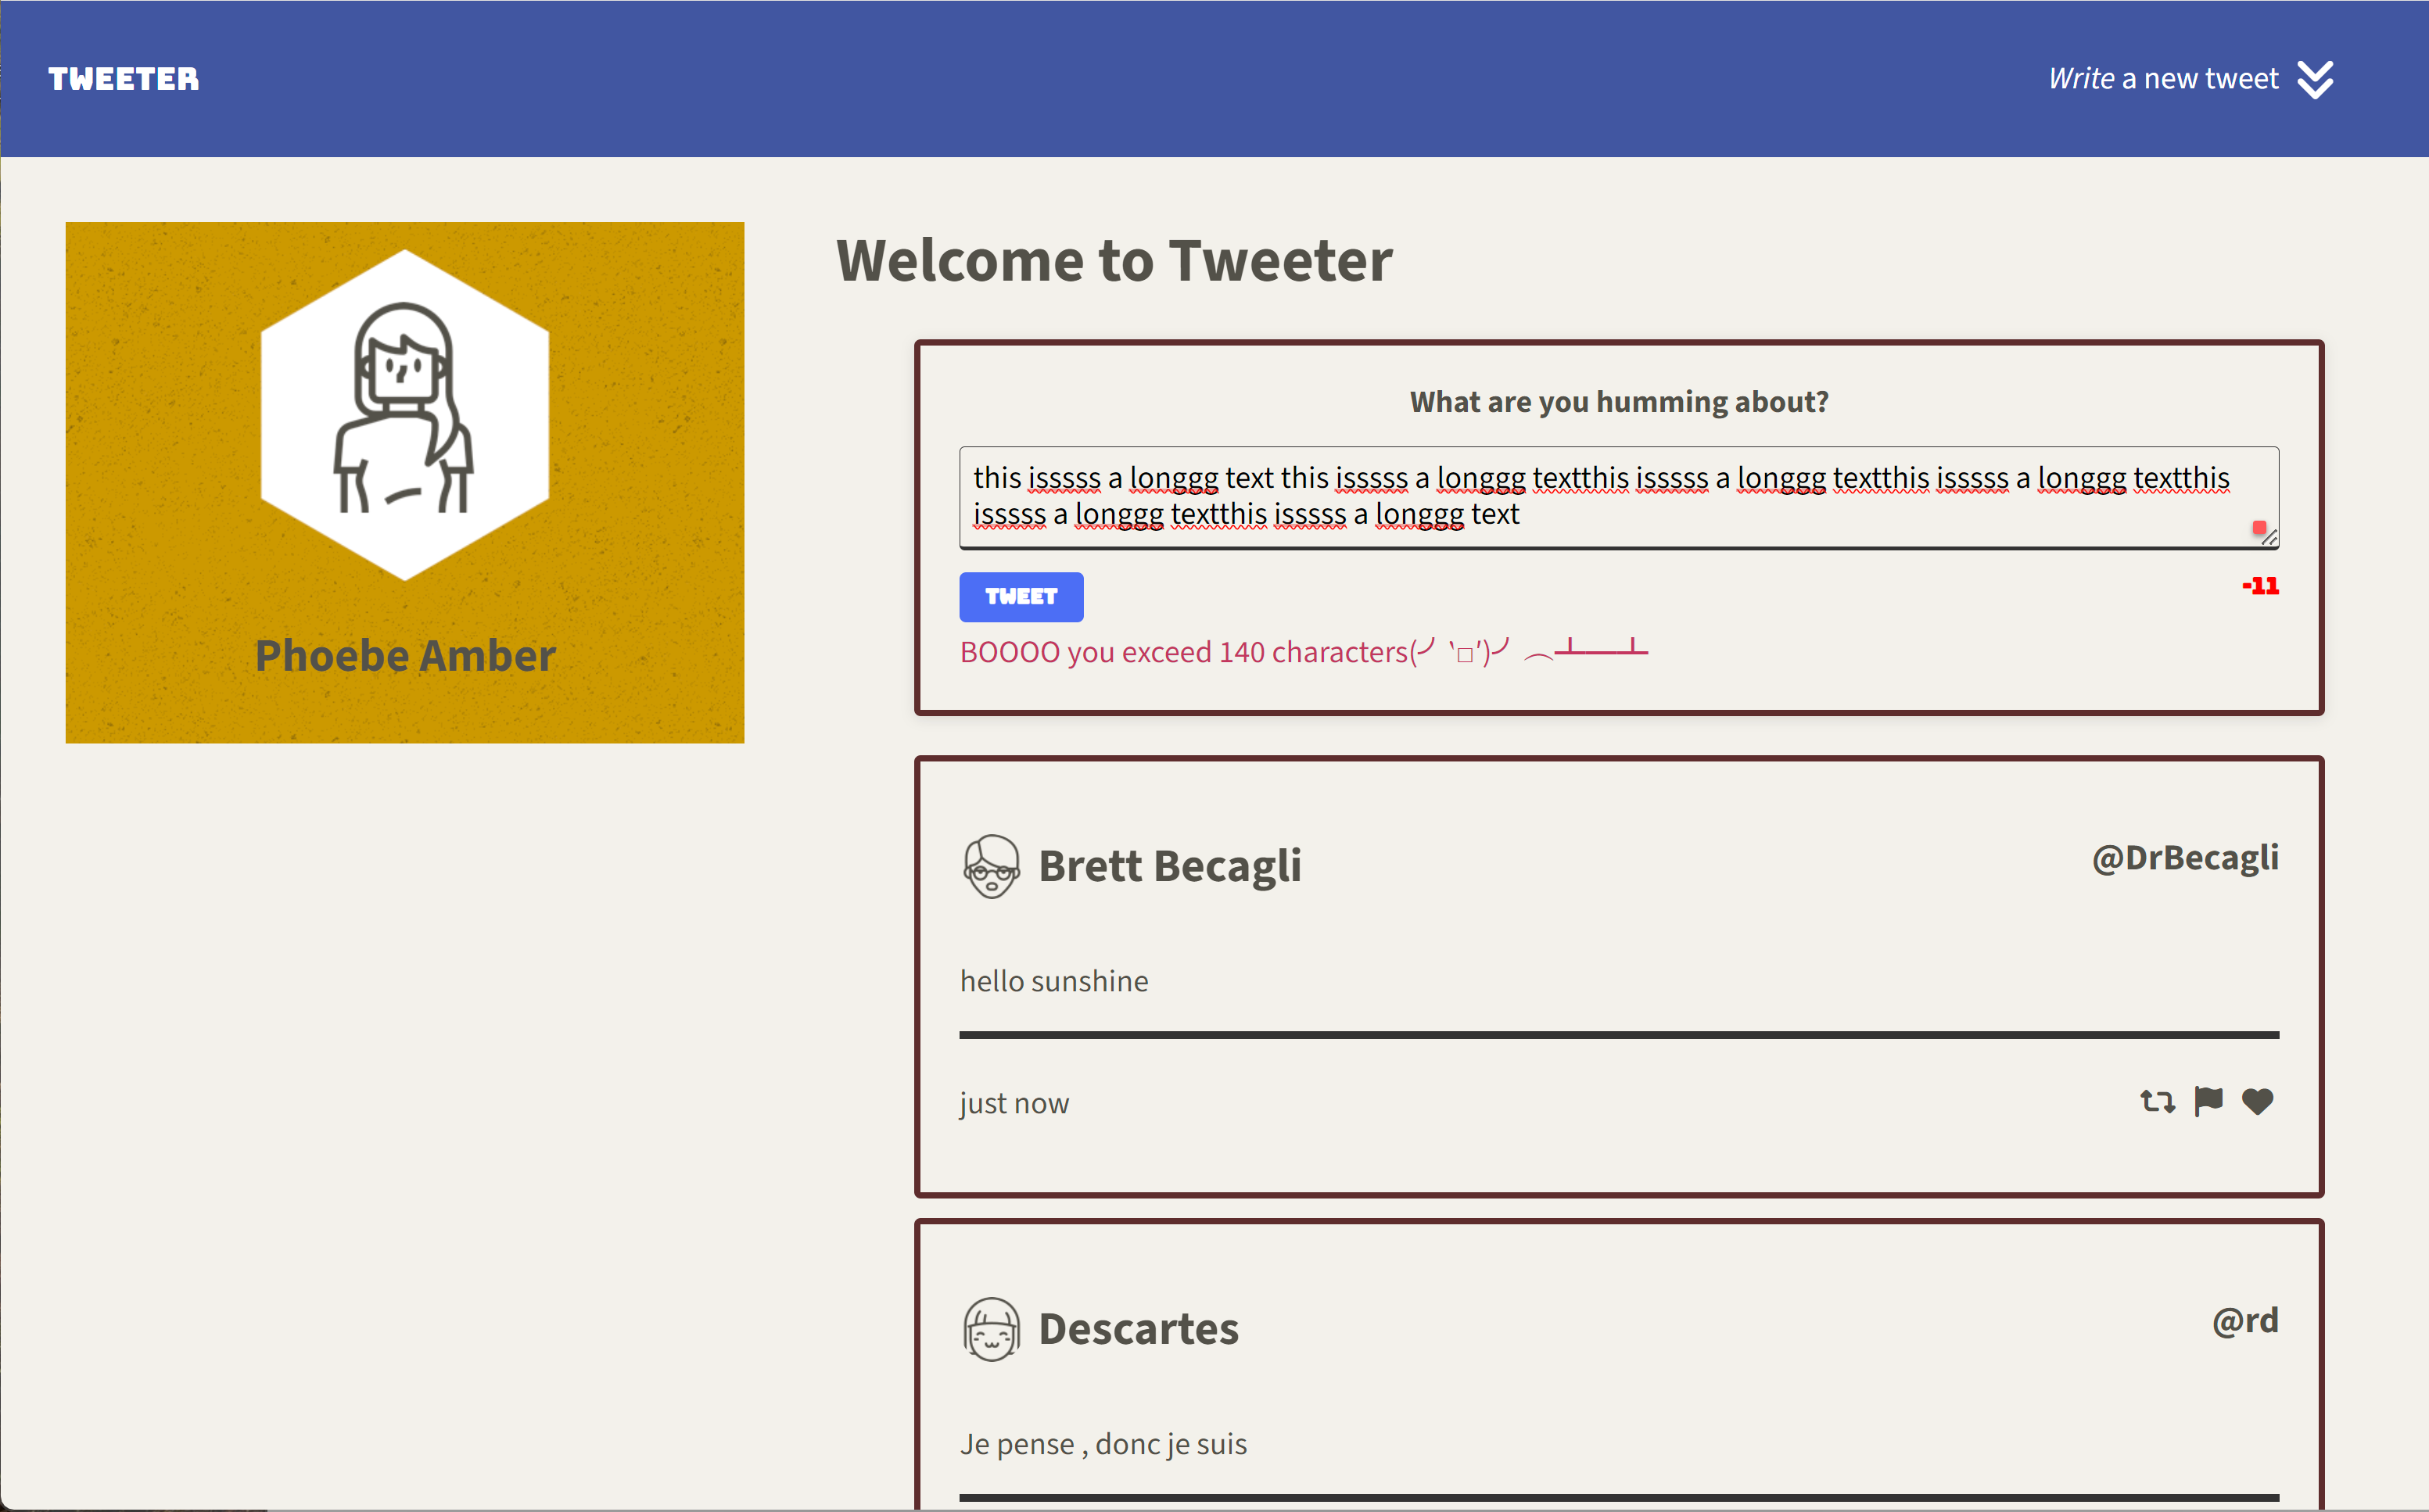 TWEETER
Write a new tweet
Phoebe Amber
Welcome to Tweeter
What are you humming about?
this isssss a longgg text this isssss a longgg textthis isssss a longgg textthis isssss a longgg textthis
isssss a longgg textthis isssss a longgg text
TWEET
-11
BOOOO you exceed 140 characters(╯‵□′)╯︵┻━┻
Brett Becagli
@DrBecagli
hello sunshine
just now
Descartes
@rd
Je pense , donc je suis